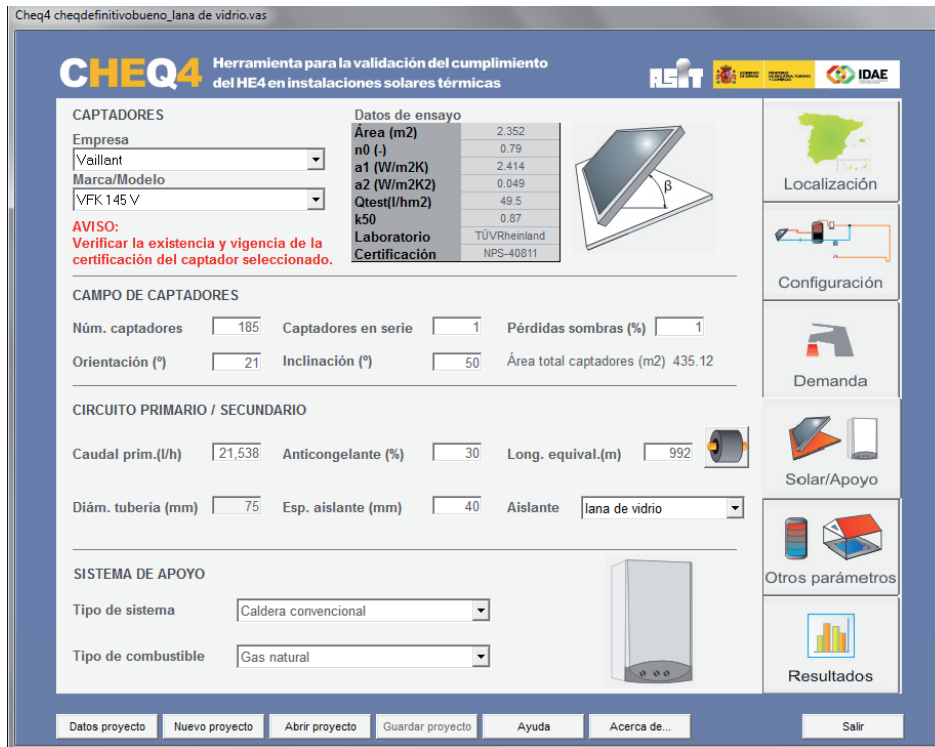 Cheq4 cheqdefinitivobueno_lana de vidrio.vas
CHEQ4
Herramienta para la validación del cumplimiento
del HE4 en instalaciones solares térmicas
ASIT
GOBIERNO DE ESPAÑA
IDAE
CAPTADORES
Empresa
Vaillant
Marca/Modelo
VFK 145 V
AVISO:
Verificar la existencia y vigencia de la
certificación del captador seleccionado.
Datos de ensayo
Área (m2) 2.352
n0 (-) 0.79
a1 (W/m2K) 2.414
a2 (W/m2K2) 0.049
Qtest(l/hm2) 49.5
k50 0.87
Laboratorio TÜVRheinland
Certificación NPS-40811
β
CAMPO DE CAPTADORES
Núm. captadores 185 Captadores en serie 1 Pérdidas sombras (%) 1
Orientación (º) 21 Inclinación (º) 50 Área total captadores (m2) 435.12
CIRCUITO PRIMARIO / SECUNDARIO
Caudal prim.(l/h) 21,538 Anticongelante (%) 30 Long. equival.(m) 992
Diám. tubería (mm) 75 Esp. aislante (mm) 40 Aislante lana de vidrio
SISTEMA DE APOYO
Tipo de sistema Caldera convencional
Tipo de combustible Gas natural
Localización
Configuración
Demanda
Solar/Apoyo
Otros parámetros
Resultados
Datos proyecto Nuevo proyecto Abrir proyecto Guardar proyecto Ayuda Acerca de... Salir